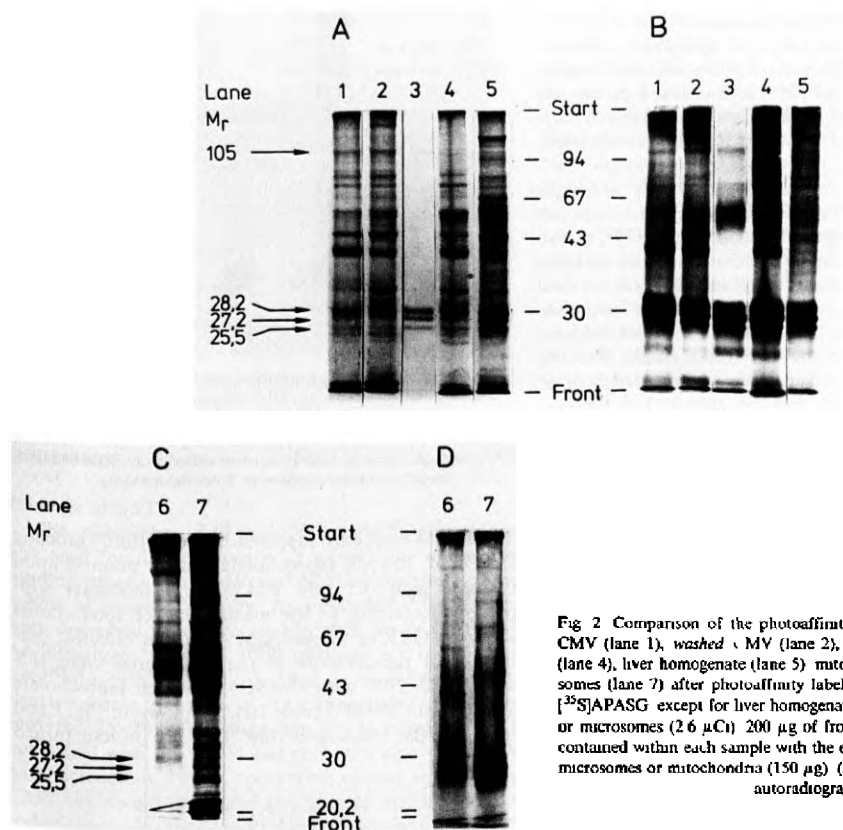 A B
Lane 1 2 3 4 5 1 2 3 4 5
Mr
Start
105
94
67
43
28,2
30
27,2
25,5
Front
C D
Lane 6 7 6 7
Mr
Start
94
67
43
28,2
30
27,2
25,5
20,2
Front
Fig 2 Comparison of the photoaffinit
CMV (lane 1), washed MV (lane 2),
(lane 4), liver homogenate (lane 5) mito
somes (lane 7) after photoaffinity label
[³⁵S]APASG except for liver homogenat
or microsomes (2 6 μCi) 200 μg of fro
contained within each sample with the e
microsomes or mitochondria (150 μg) (
autoradiogra